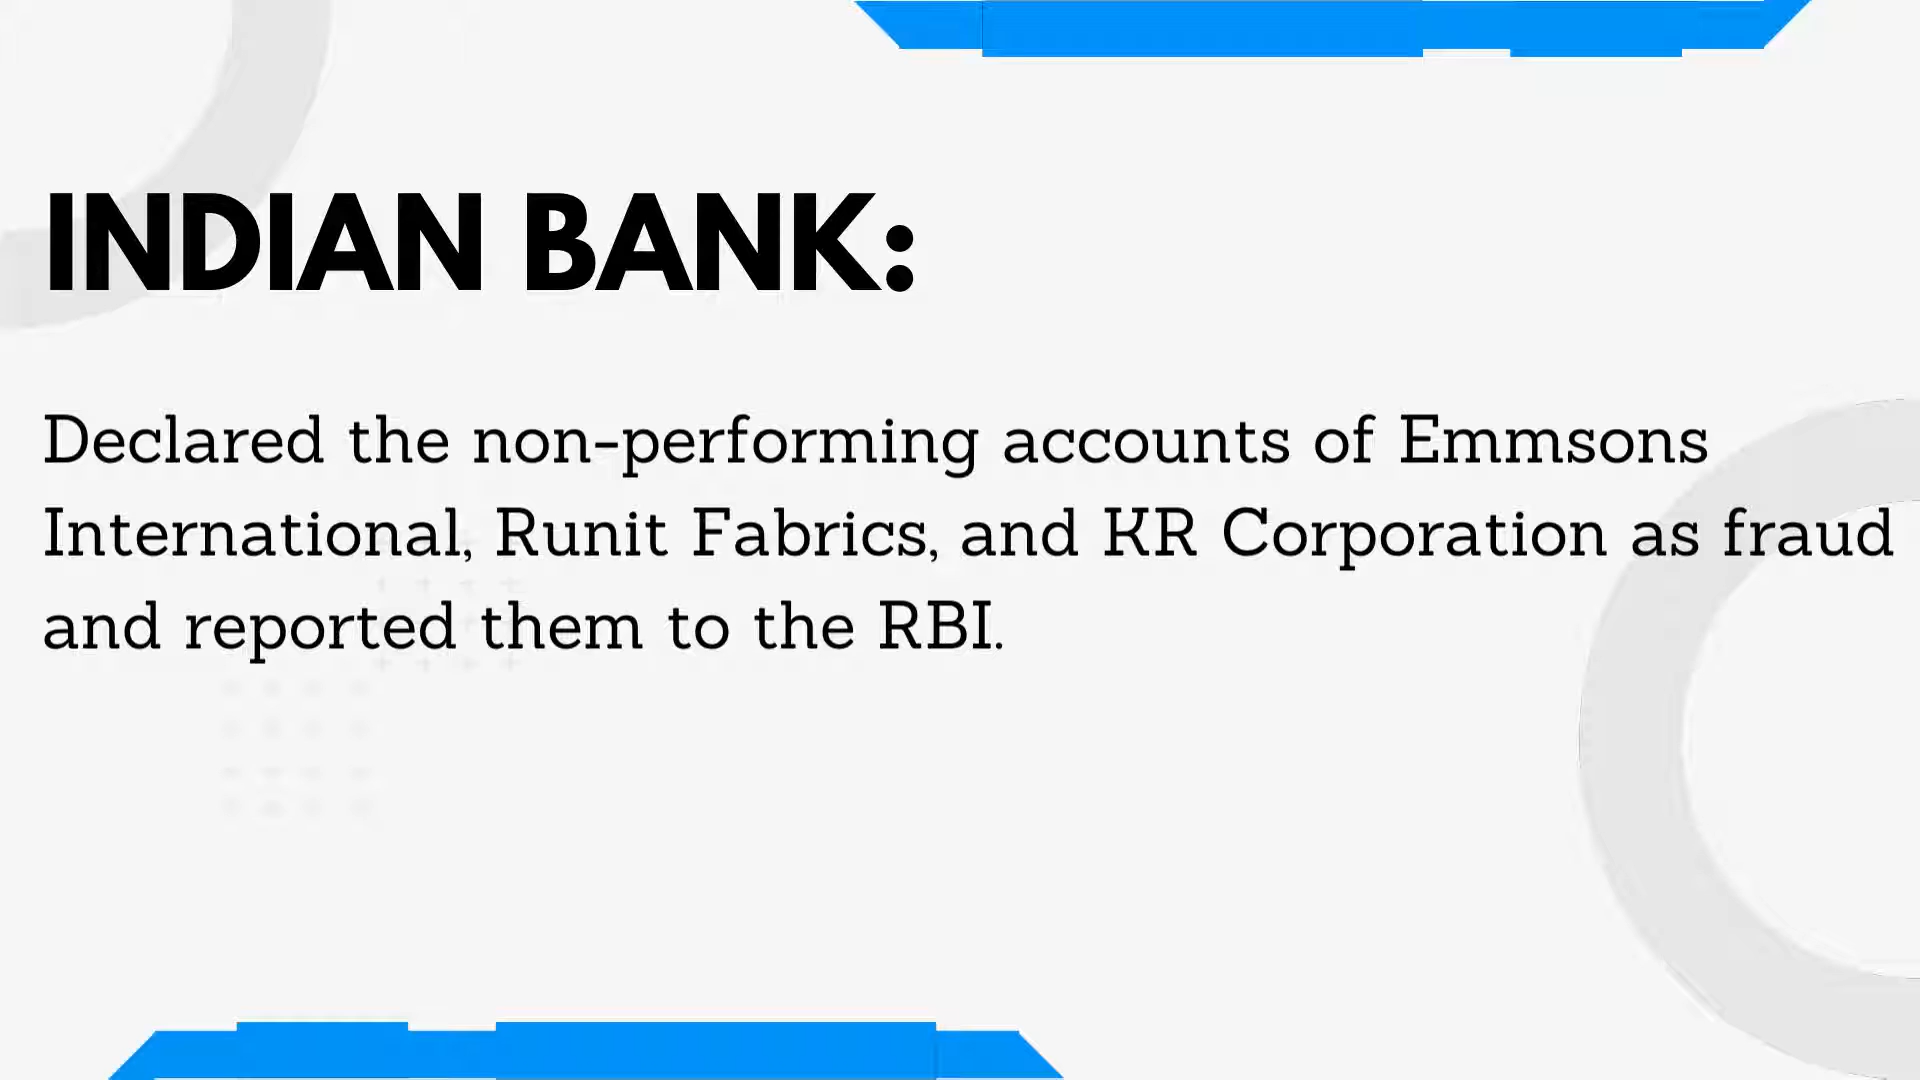 INDIAN BANK:
Declared the non-performing accounts of Emmsons
International, Runit Fabrics, and KR Corporation as fraud
and reported them to the RBI.